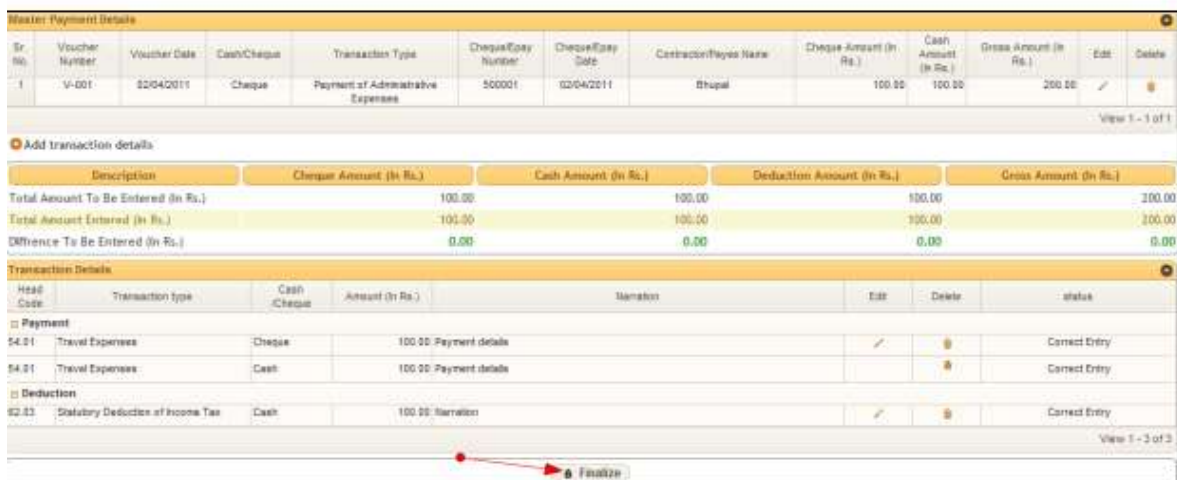 Master Payment Details
Sr. No. Voucher Number Voucher Date Cash/Cheque Transaction Type Cheque/Epay Number Cheque/Epay Date Contractor/Payee Name Cheque Amount (In Rs.) Cash Amount (In Rs.) Gross Amount (In Rs.) Edit Delete
1 V-001 02/04/2011 Cheque Payment of Administrative Expenses 500001 02/04/2011 Bhupal 100.00 100.00 200.00
View 1 - 1 of 1
Add transaction details
Description Cheque Amount (In Rs.) Cash Amount (In Rs.) Deduction Amount (In Rs.) Gross Amount (In Rs.)
Total Amount To Be Entered (In Rs.) 100.00 100.00 100.00 200.00
Total Amount Entered (In Rs.) 100.00 100.00 100.00 200.00
Diffrence To Be Entered (In Rs.) 0.00 0.00 0.00 0.00
Transaction Details
Head Code Transaction type Cash /Cheque Amount (In Rs.) Narration Edit Delete status
Payment
54.01 Travel Expenses Cheque 100.00 Payment details Correct Entry
54.01 Travel Expenses Cash 100.00 Payment details Correct Entry
Deduction
82.03 Statutory Deduction of Income Tax Cash 100.00 Narration Correct Entry
View 1 - 3 of 3
Finalize